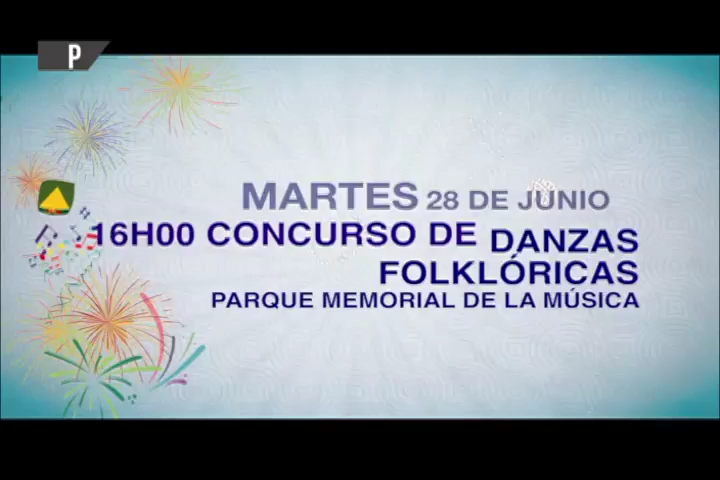 P
MARTES 28 DE JUNIO
16H00 CONCURSO DE DANZAS
FOLKLÓRICAS
PARQUE MEMORIAL DE LA MÚSICA